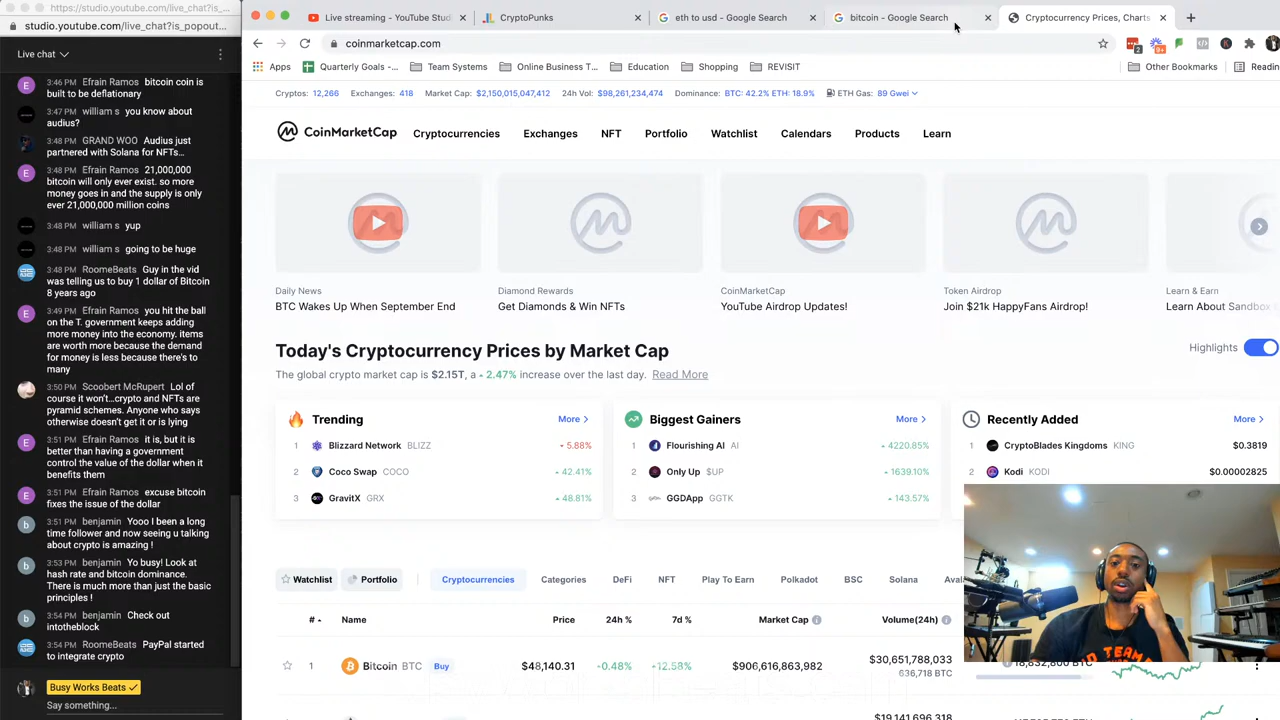 https://studio.youtube.com/live_chat?is_...
studio.youtube.com/live_chat?is_popout...
Live chat
3:46 PM Efrain Ramos bitcoin coin is
built to be deflationary
3:47 PM william s you know about
audius?
3:48 PM GRAND WOO Audius just
partnered with Solana for NFTs...
3:48 PM Efrain Ramos 21,000,000
bitcoin will only ever exist. so more
money goes in and the supply is only
ever 21,000,000 million coins
3:48 PM william s yup
3:48 PM william s going to be huge
3:48 PM RoomeBeats Guy in the vid
was telling us to buy 1 dollar of Bitcoin
8 years ago
3:49 PM Efrain Ramos you hit the ball
on the T. government keeps adding
more money into the economy. items
are worth more because the demand
for money is less because there's to
many
3:50 PM Scoobert McRupert Lol of
course it won't...crypto and NFTs are
pyramid schemes. Anyone who says
otherwise doesn't get it or is lying
3:51 PM Efrain Ramos it is, but it is
better than having a government
control the value of the dollar when it
benefits them
3:51 PM Efrain Ramos excuse bitcoin
fixes the issue of the dollar
3:51 PM benjamin Yooo I been a long
time follower and now seeing u talking
about crypto is amazing !
3:53 PM benjamin Yo busy! Look at
hash rate and bitcoin dominance.
There is much more than just the basic
principles !
3:54 PM benjamin Check out
intotheblock
3:54 PM RoomeBeats PayPal started
to integrate crypto
Busy Works Beats
Say something...
Live streaming - YouTube Stud
CryptoPunks
eth to usd - Google Search
bitcoin - Google Search
Cryptocurrency Prices, Charts
coinmarketcap.com
Apps Quarterly Goals -... Team Systems Online Business T... Education Shopping REVISIT Other Bookmarks Readin
Cryptos: 12,266 Exchanges: 418 Market Cap: $2,150,015,047,412 24h Vol: $98,261,234,474 Dominance: BTC: 42.2% ETH: 18.9% ETH Gas: 89 Gwei
CoinMarketCap Cryptocurrencies Exchanges NFT Portfolio Watchlist Calendars Products Learn
Daily News
BTC Wakes Up When September End
Diamond Rewards
Get Diamonds & Win NFTs
CoinMarketCap
YouTube Airdrop Updates!
Token Airdrop
Join $21k HappyFans Airdrop!
Learn & Earn
Learn About Sandbox
Today's Cryptocurrency Prices by Market Cap
Highlights
The global crypto market cap is $2.15T, a 2.47% increase over the last day. Read More
Trending More
1 Blizzard Network BLIZZ 5.88%
2 Coco Swap COCO 42.41%
3 GravitX GRX 48.81%
Biggest Gainers More
1 Flourishing AI AI 4220.85%
2 Only Up $UP 1639.10%
3 GGDApp GGTK 143.57%
Recently Added More
1 CryptoBlades Kingdoms KING $0.3819
2 Kodi KODI $0.00002825
Watchlist Portfolio Cryptocurrencies Categories DeFi NFT Play To Earn Polkadot BSC Solana Aval
# Name Price 24h % 7d % Market Cap Volume(24h)
1 Bitcoin BTC Buy $48,140.31 -0.48% 12.58% $906,616,863,982 $30,651,788,033
636,718 BTC
18,832,800 BTC
$19,141,696,318